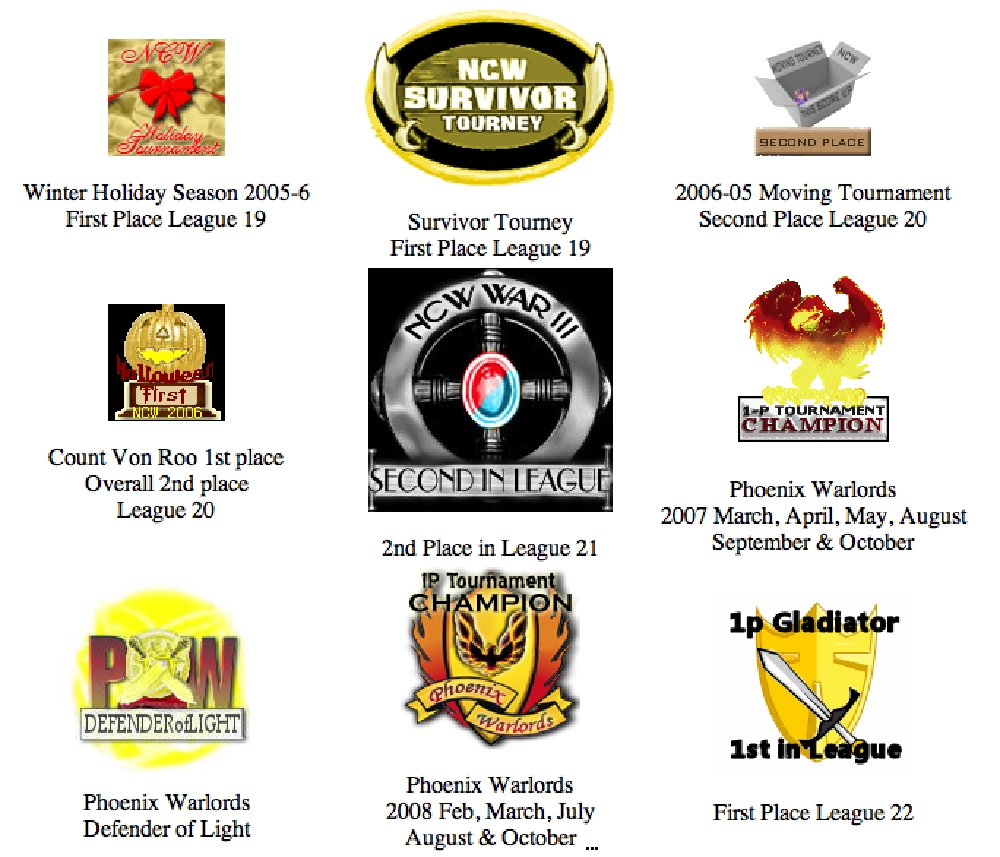 NCW
Holiday
Tournament
Winter Holiday Season 2005-6
First Place League 19
NCW
SURVIVOR
TOURNEY
Survivor Tourney
First Place League 19
MOVING TOURNEY
NCW
THIS SCORE UP
SECOND PLACE
2006-05 Moving Tournament
Second Place League 20
Halloween
First
NCW 2006
Count Von Roo 1st place
Overall 2nd place
League 20
NCW WAR III
SECOND IN LEAGUE
2nd Place in League 21
1-P TOURNAMENT
CHAMPION
Phoenix Warlords
2007 March, April, May, August
September & October
P W
DEFENDERofLIGHT
Phoenix Warlords
Defender of Light
1P Tournament
CHAMPION
Phoenix
Warlords
Phoenix Warlords
2008 Feb, March, July
August & October ...
1p Gladiator
1st in League
First Place League 22